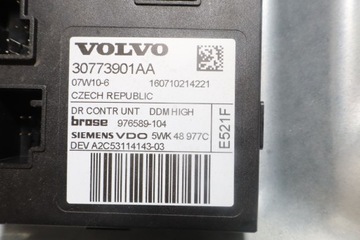 VOLVO
30773901AA
07W10-6 160710214221
CZECH REPUBLIC
DR CONTR UNT DDM HIGH
brose 976589-104
SIEMENS VDO 5WK 48 977C
DEV A2C53114143-03
E521F